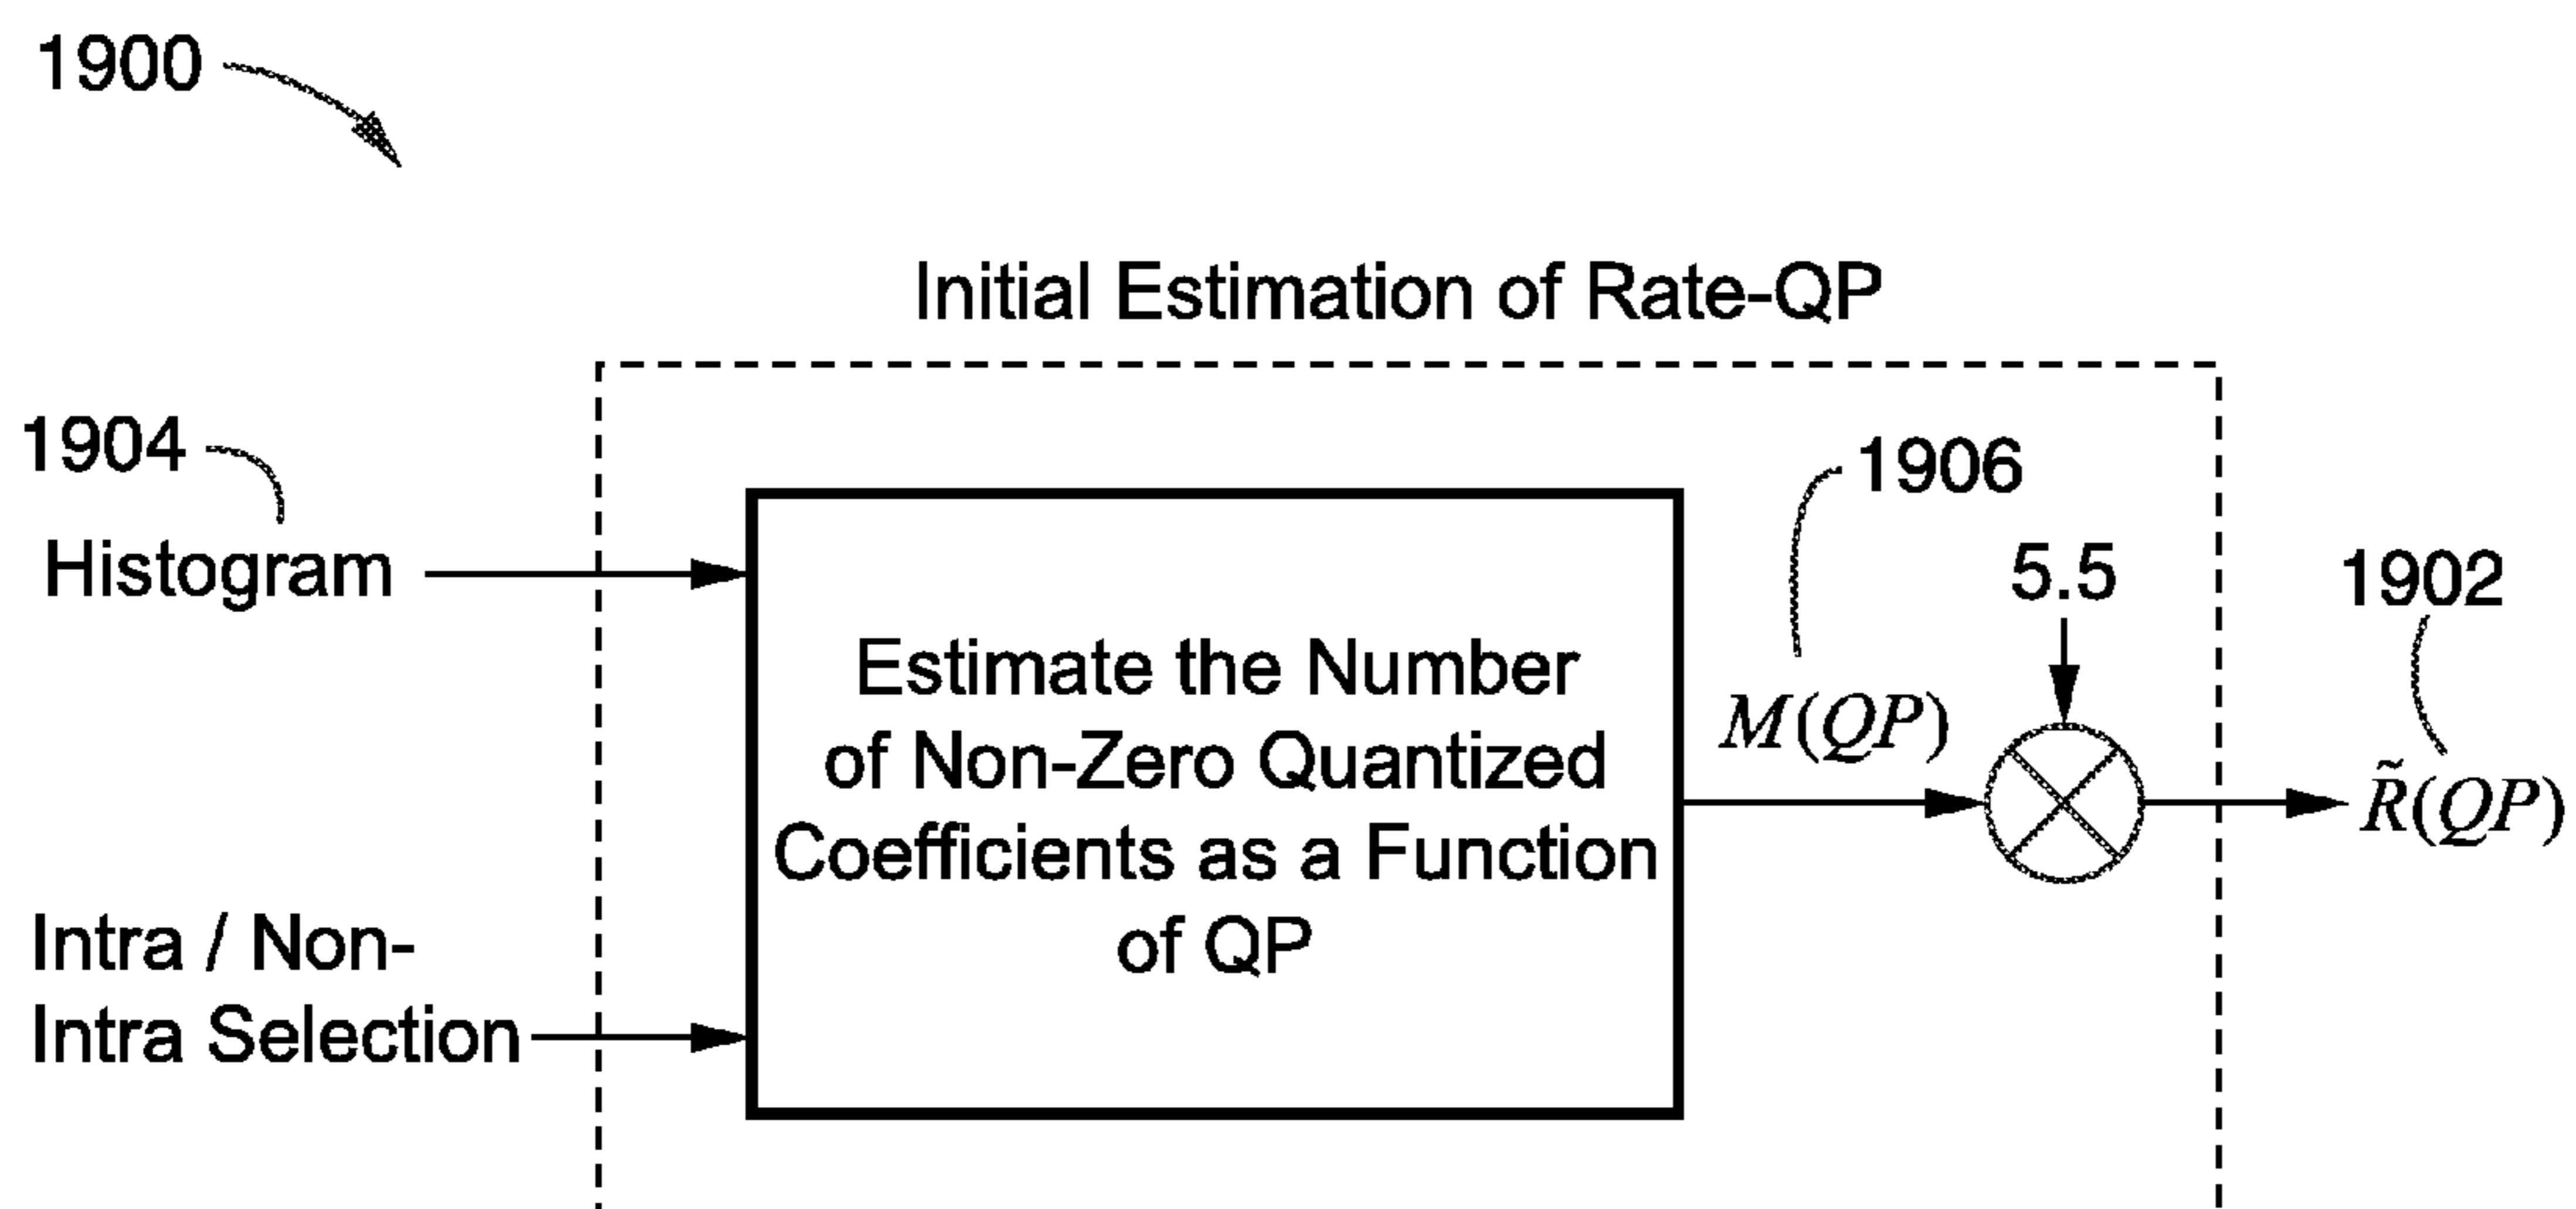 1900
Initial Estimation of Rate-QP
1904
Histogram
1906
5.5
1902
Estimate the Number
of Non-Zero Quantized
Coefficients as a Function
of QP
M(QP)
R̃(QP)
Intra / Non-
Intra Selection